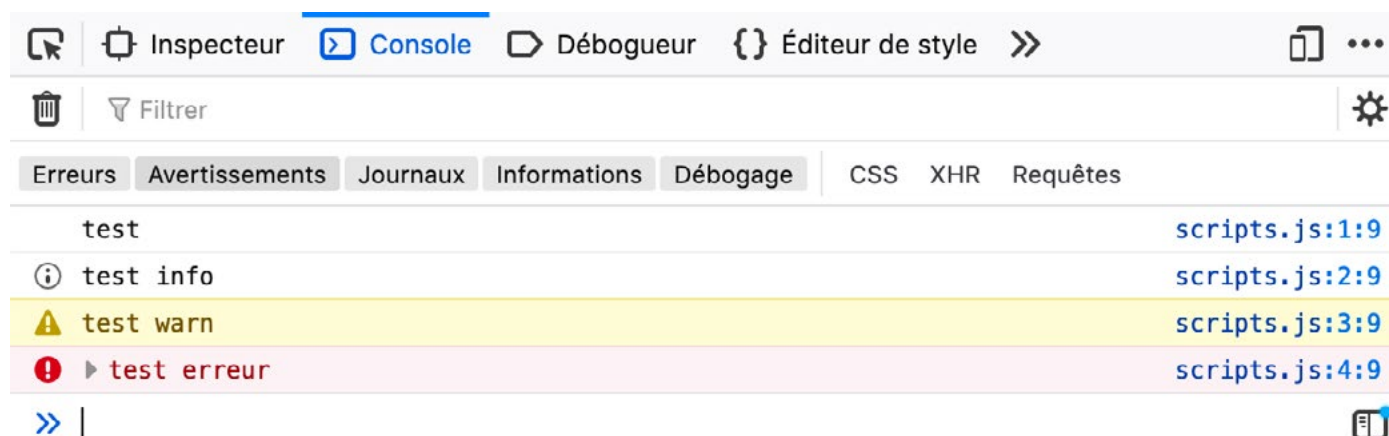 Inspecteur Console Débogueur {} Éditeur de style
Filtrer
Erreurs Avertissements Journaux Informations Débogage CSS XHR Requêtes
test scripts.js:1:9
test info scripts.js:2:9
test warn scripts.js:3:9
test erreur scripts.js:4:9